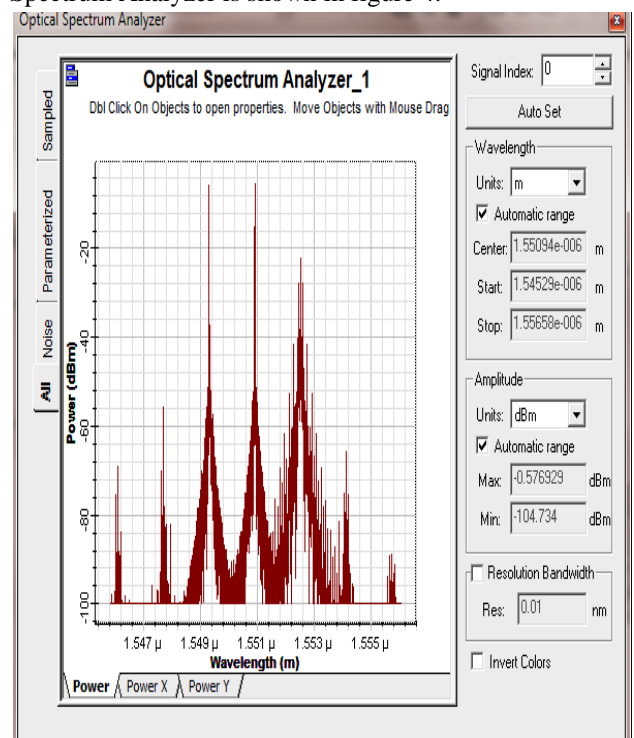 Optical Spectrum Analyzer
Optical Spectrum Analyzer_1
Dbl Click On Objects to open properties. Move Objects with Mouse Drag
Sampled
Parameterized
Noise
All
Power (dBm)
-20
-40
-60
-80
-100
1.547 µ 1.549 µ 1.551 µ 1.553 µ 1.555 µ
Wavelength (m)
Power Power X Power Y
Signal Index: 0
Auto Set
Wavelength
Units: m
Automatic range
Center: 1.55094e-006 m
Start: 1.54529e-006 m
Stop: 1.55658e-006 m
Amplitude
Units: dBm
Automatic range
Max: -0.576929 dBm
Min: -104.734 dBm
Resolution Bandwidth
Res: 0.01 nm
Invert Colors